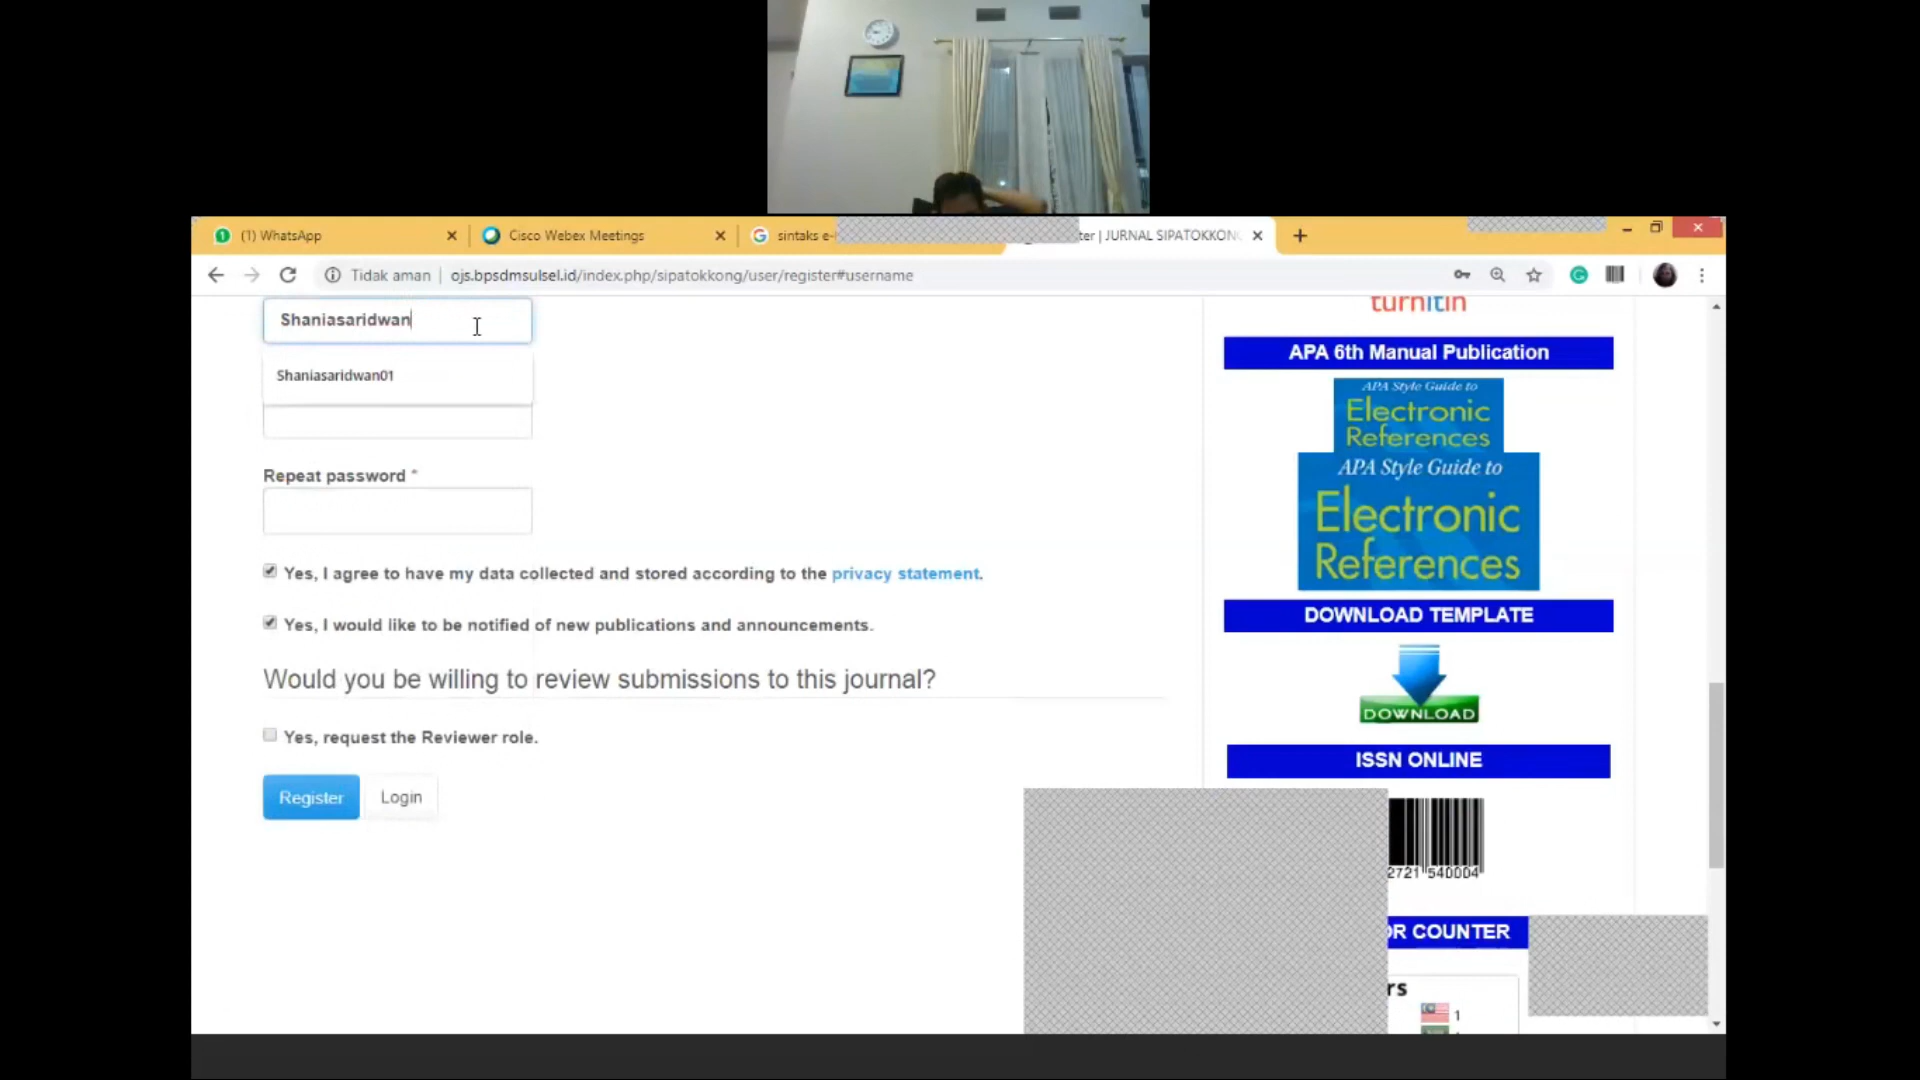 (1) WhatsApp
Cisco Webex Meetings
sintaks e-
ter | JURNAL SIPATOKKON
Tidak aman
ojs.bpsdmsulsel.id/index.php/sipatokkong/user/register#username
Shaniasaridwan
Shaniasaridwan01
Repeat password *
Yes, I agree to have my data collected and stored according to the privacy statement.
Yes, I would like to be notified of new publications and announcements.
Would you be willing to review submissions to this journal?
Yes, request the Reviewer role.
Register
Login
turnitin
APA 6th Manual Publication
APA Style Guide to
Electronic
References
APA Style Guide to
Electronic
References
DOWNLOAD TEMPLATE
DOWNLOAD
ISSN ONLINE
2721 540004
OR COUNTER
rs
1